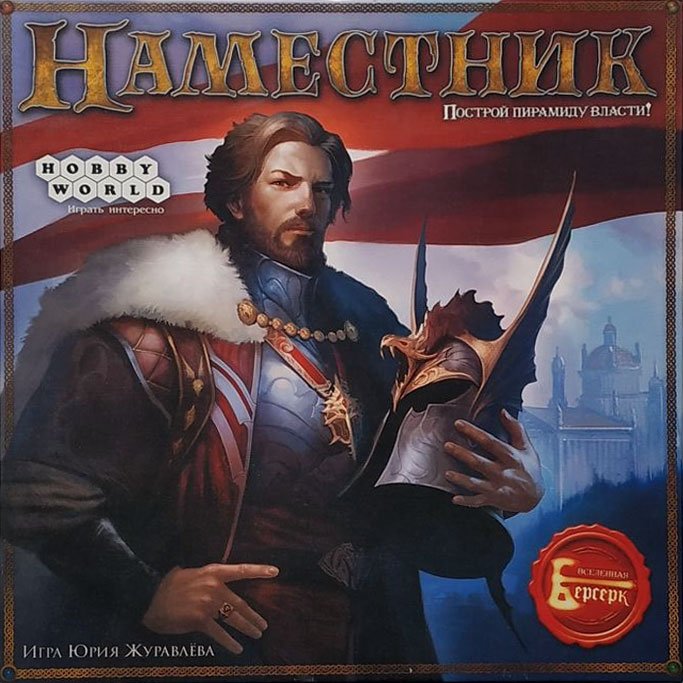 НАМЕСТНИК
ПОСТРОЙ ПИРАМИДУ ВЛАСТИ!
HOBBY
WORLD
Играть интересно
ВСЕЛЕННАЯ
Берсерк
ИГРА ЮРИЯ ЖУРАВЛЁВА